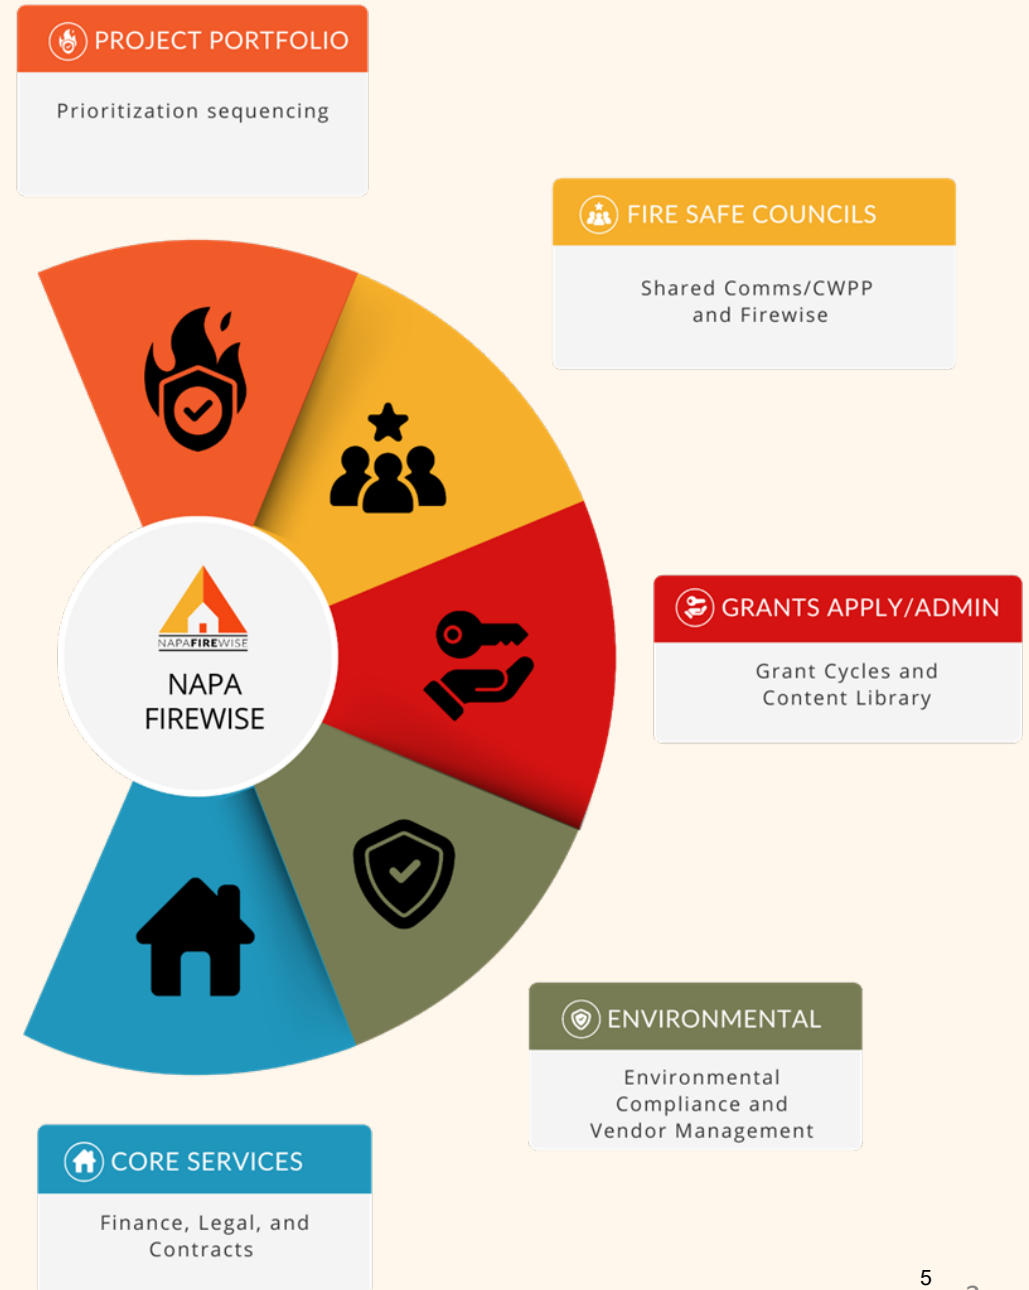 PROJECT PORTFOLIO
Prioritization sequencing
FIRE SAFE COUNCILS
Shared Comms/CWPP
and Firewise
GRANTS APPLY/ADMIN
Grant Cycles and
Content Library
NAPAFIREWISE
NAPA
FIREWISE
ENVIRONMENTAL
Environmental
Compliance and
Vendor Management
CORE SERVICES
Finance, Legal, and
Contracts
5